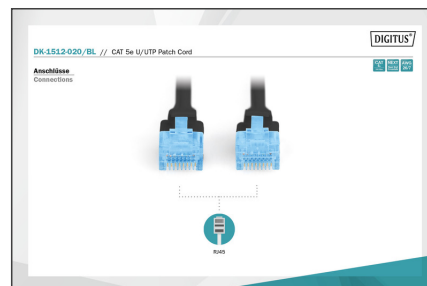 DIGITUS®
DK-1512-020/BL // CAT 5e U/UTP Patch Cord
Anschlüsse
Connections
RJ45